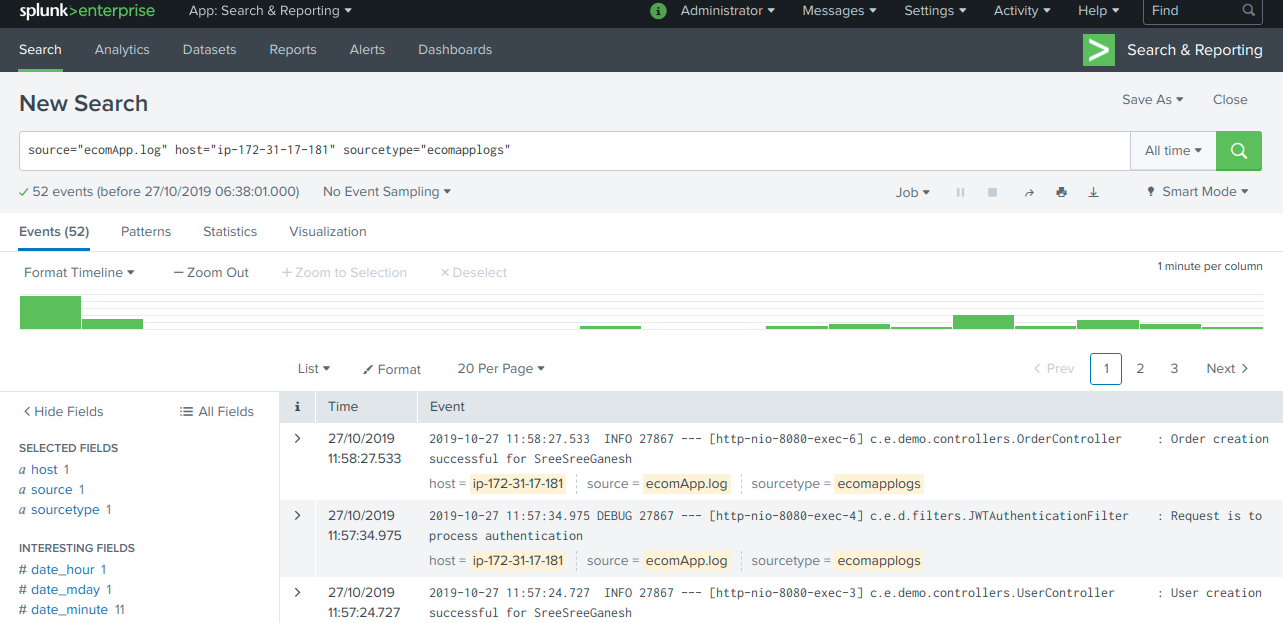 splunk>enterprise App: Search & Reporting i Administrator Messages Settings Activity Help Find
Search Analytics Datasets Reports Alerts Dashboards > Search & Reporting
New Search Save As Close
source="ecomApp.log" host="ip-172-31-17-181" sourcetype="ecomapplogs" All time
52 events (before 27/10/2019 06:38:01.000) No Event Sampling Job Smart Mode
Events (52) Patterns Statistics Visualization
Format Timeline — Zoom Out + Zoom to Selection × Deselect 1 minute per column
List Format 20 Per Page < Prev 1 2 3 Next >
< Hide Fields All Fields i Time Event
SELECTED FIELDS
a host 1
a source 1
a sourcetype 1
INTERESTING FIELDS
# date_hour 1
# date_mday 1
# date_minute 11
> 27/10/2019 2019-10-27 11:58:27.533 INFO 27867 --- [http-nio-8080-exec-6] c.e.demo.controllers.OrderController : Order creation
11:58:27.533 successful for SreeSreeGanesh
host = ip-172-31-17-181 source = ecomApp.log sourcetype = ecomapplogs
> 27/10/2019 2019-10-27 11:57:34.975 DEBUG 27867 --- [http-nio-8080-exec-4] c.e.d.filters.JWTAuthenticationFilter : Request is to
11:57:34.975 process authentication
host = ip-172-31-17-181 source = ecomApp.log sourcetype = ecomapplogs
> 27/10/2019 2019-10-27 11:57:24.727 INFO 27867 --- [http-nio-8080-exec-3] c.e.demo.controllers.UserController : User creation
11:57:24.727 successful for SreeSreeGanesh